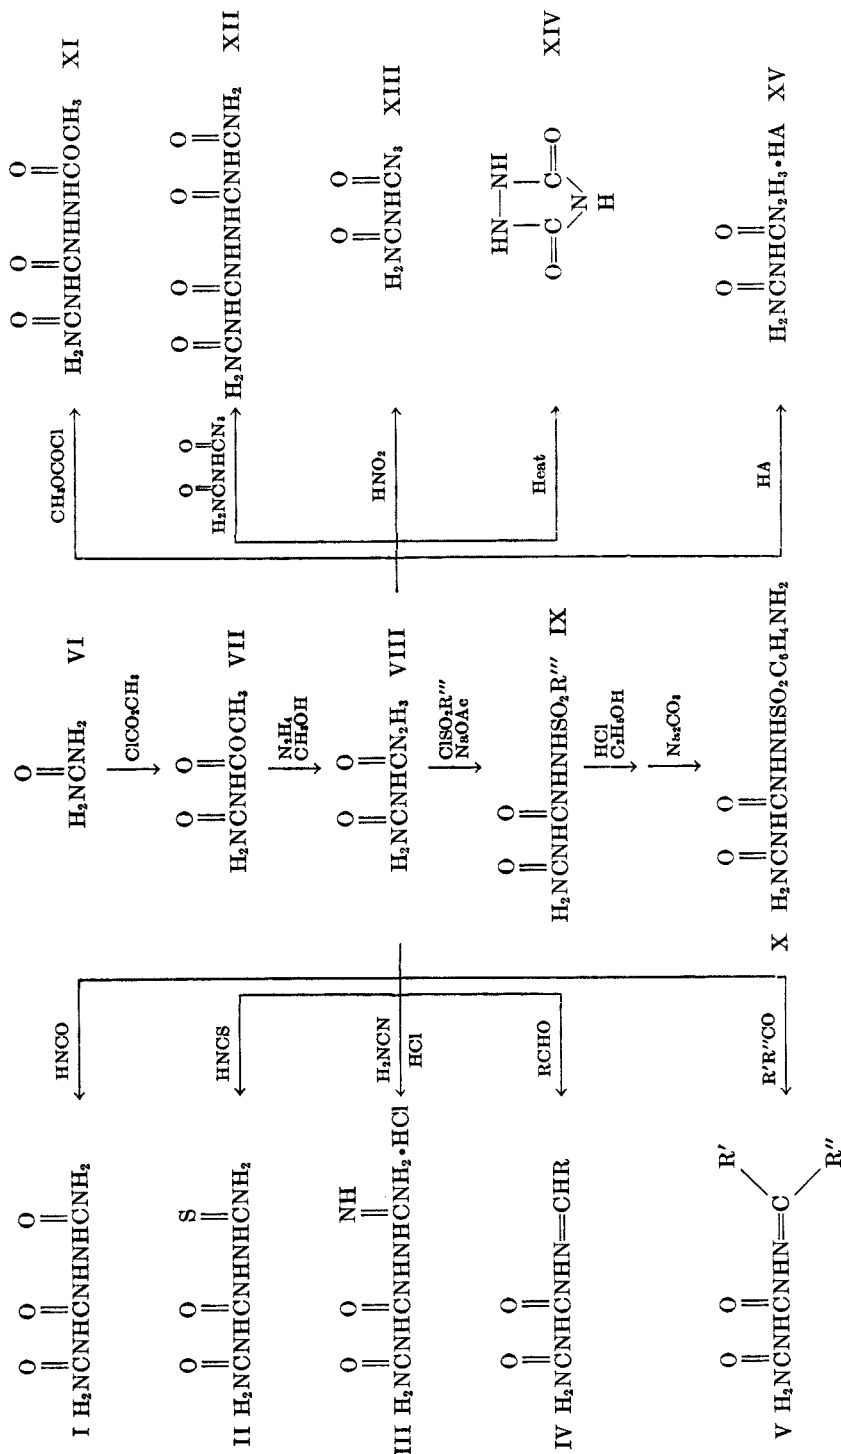 O O O
I H₂NCNHCNHNHCNH₂
O O S
II H₂NCNHCNHNHCNH₂
O O NH
III H₂NCNHCNHNHCNH₂•HCl
O O
IV H₂NCNHCNHN=CHR
O O R′
V H₂NCNHCNHN=C
R″
HNCO
HNCS
H₂NCN
HCl
RCHO
R′R″CO
O
H₂NCNH₂ VI
ClCO₂CH₃
O O
H₂NCNHCOCH₃ VII
N₂H₄
CH₃OH
O O
H₂NCNHCN₂H₃ VIII
ClSO₂R‴
NaOAc
O O
H₂NCNHCNHNHSO₂R‴ IX
HCl
C₂H₅OH
Na₂CO₃
O O
X H₂NCNHCNHNHSO₂C₆H₄NH₂
CH₃OCOCl
O O
H₂NCNHCN₃
HNO₂
Heat
HA
O O O
H₂NCNHCNHNHCOCH₃ XI
O O O O
H₂NCNHCNHNHCNHCNH₂ XII
O O
H₂NCNHCN₃ XIII
HN—NH XIV
O=C C=O
N
H
O O
H₂NCNHCN₂H₃•HA XV